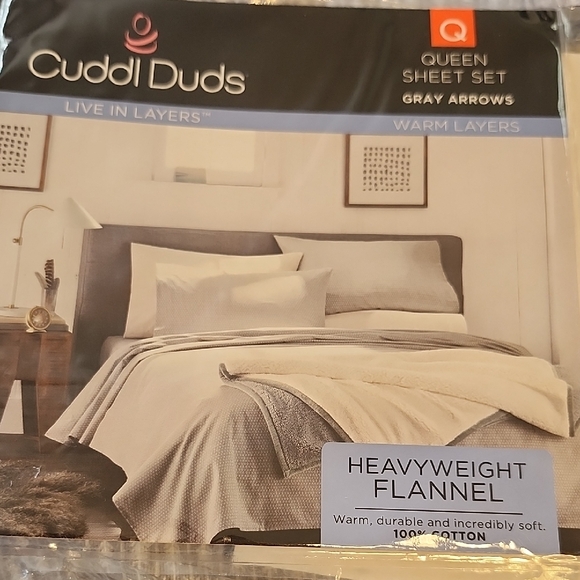 Cuddl Duds
LIVE IN LAYERS™
Q
QUEEN
SHEET SET
GRAY ARROWS
WARM LAYERS
HEAVYWEIGHT
FLANNEL
Warm, durable and incredibly soft.
100% COTTON